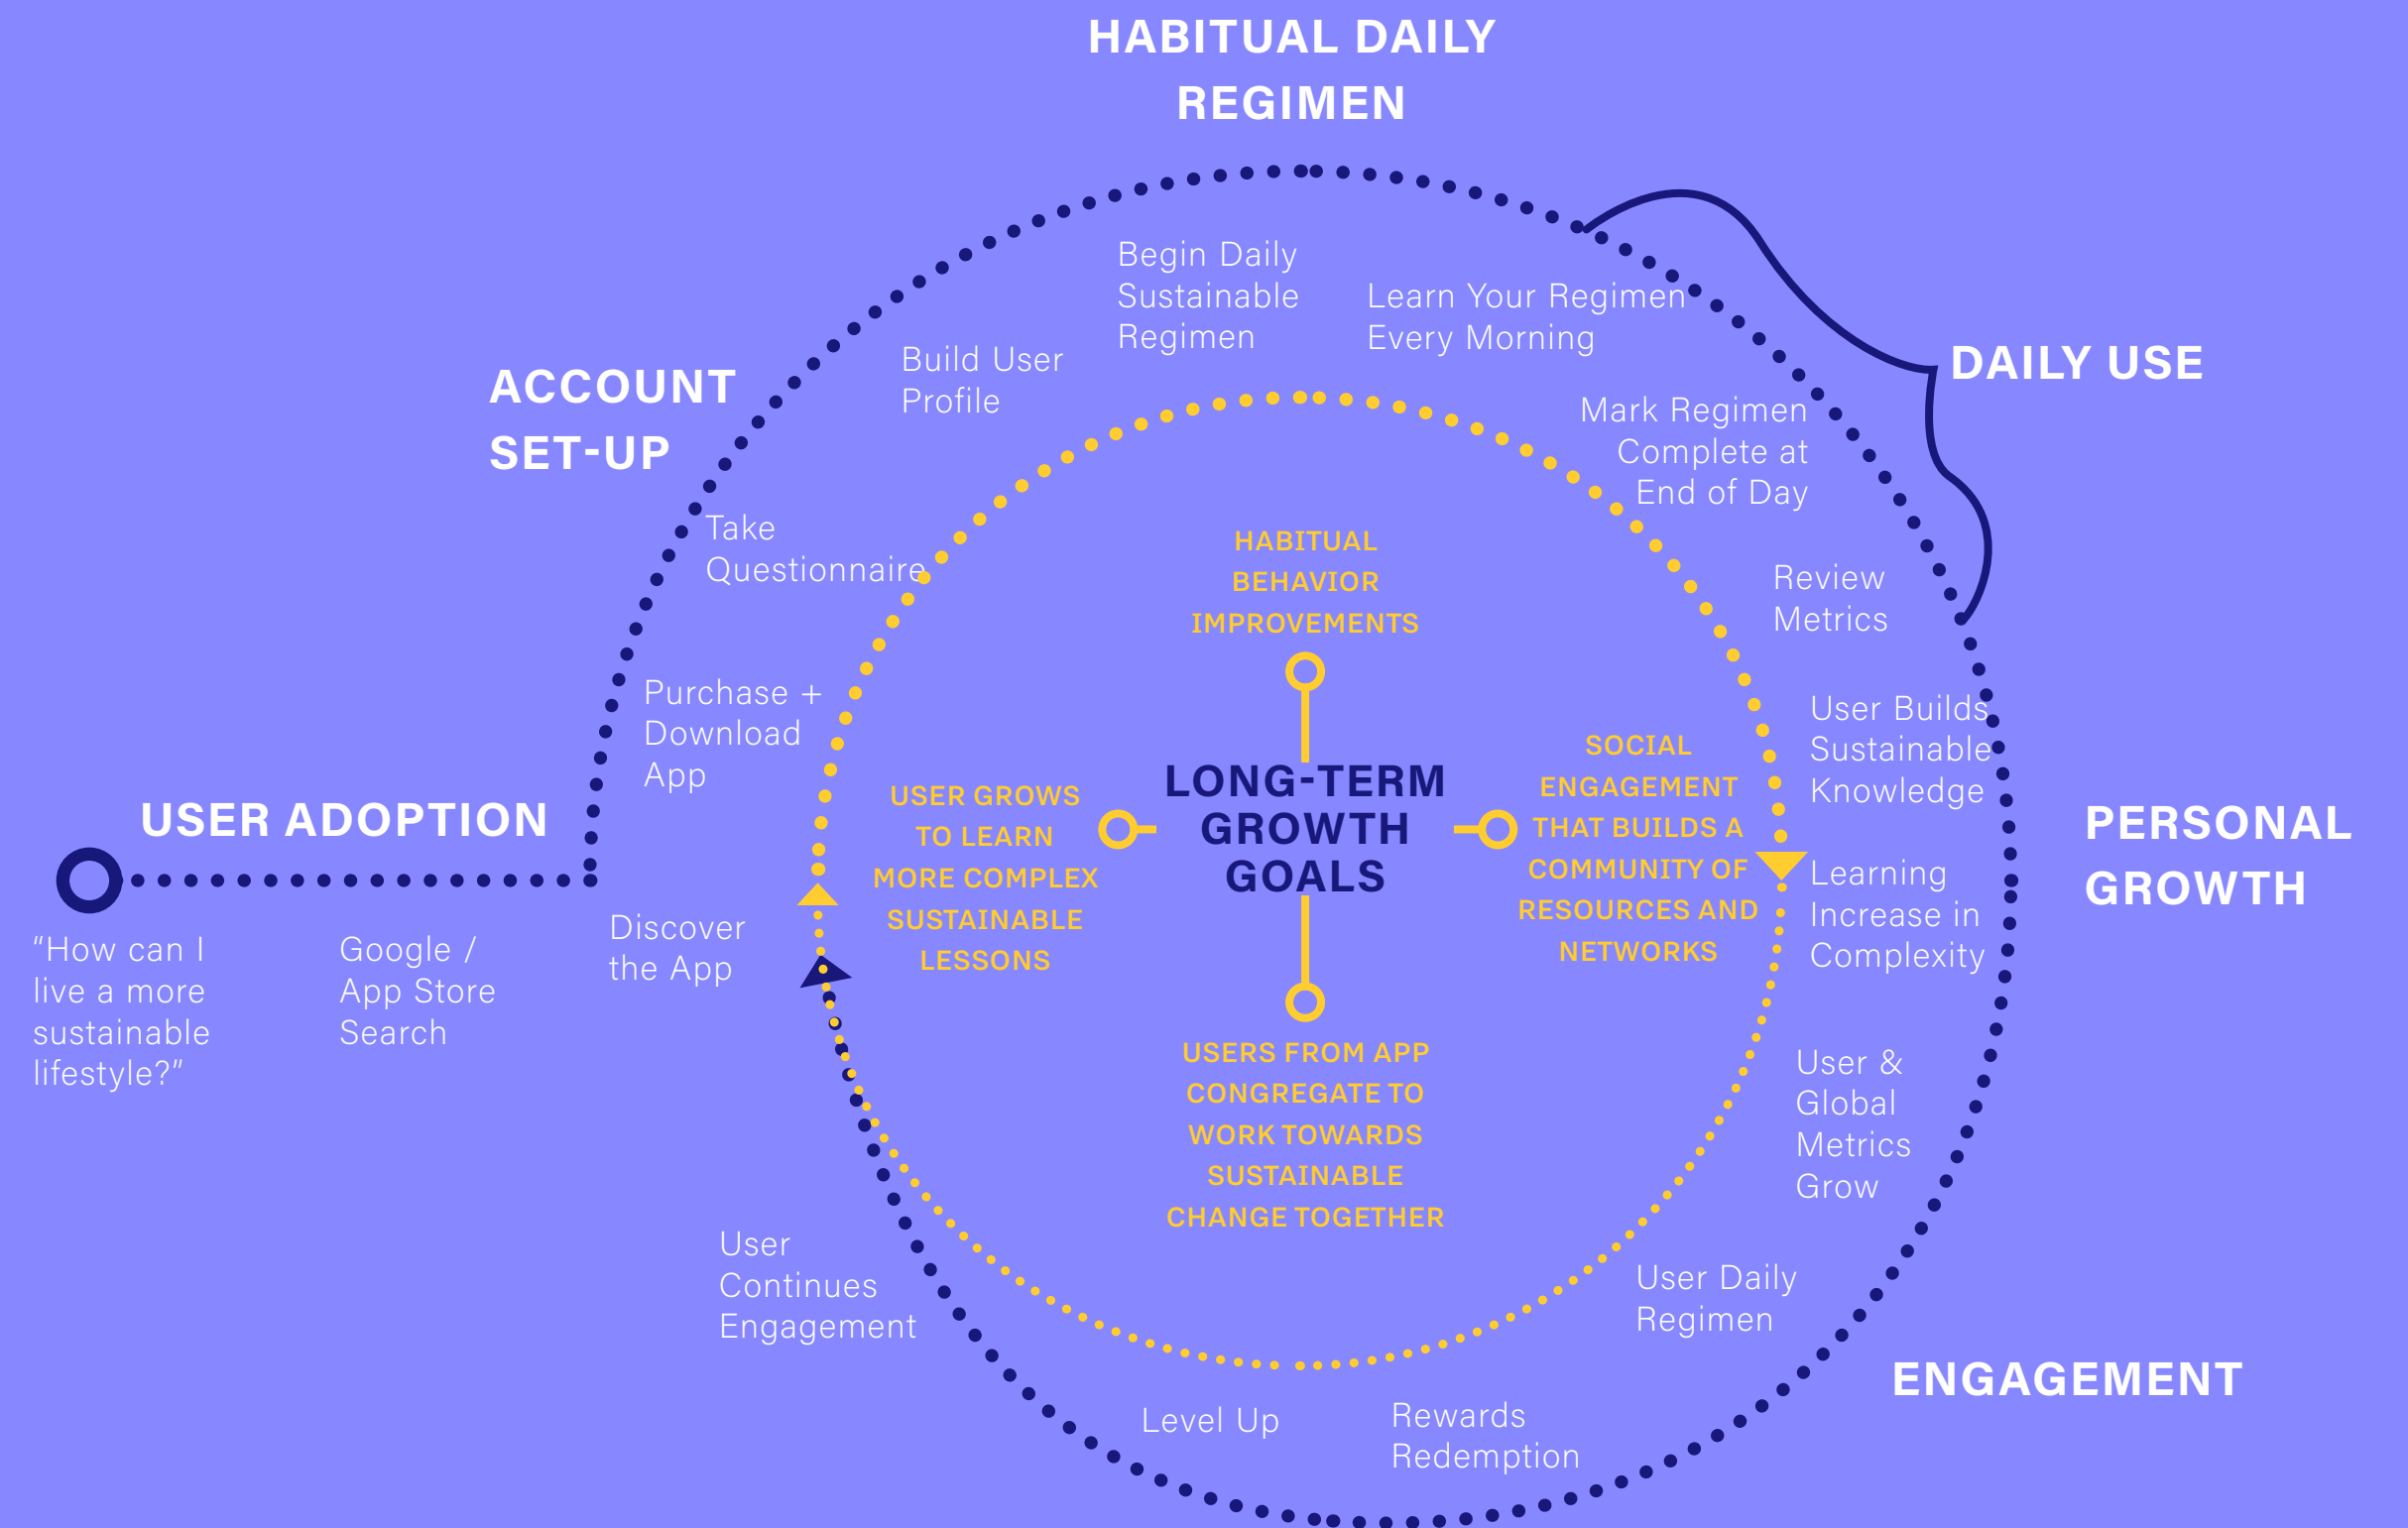 HABITUAL DAILY
REGIMEN
Begin Daily
Sustainable
Regimen
Learn Your Regimen
Every Morning
DAILY USE
Build User
Profile
ACCOUNT
SET-UP
Mark Regimen
Complete at
End of Day
Take
Questionnaire
HABITUAL
BEHAVIOR
IMPROVEMENTS
Review
Metrics
Purchase +
Download
App
User Builds
Sustainable
Knowledge
USER ADOPTION
USER GROWS
TO LEARN
MORE COMPLEX
SUSTAINABLE
LESSONS
LONG-TERM
GROWTH
GOALS
SOCIAL
ENGAGEMENT
THAT BUILDS A
COMMUNITY OF
RESOURCES AND
NETWORKS
PERSONAL
GROWTH
Learning
Increase in
Complexity
"How can I
live a more
sustainable
lifestyle?"
Google /
App Store
Search
Discover
the App
USERS FROM APP
CONGREGATE TO
WORK TOWARDS
SUSTAINABLE
CHANGE TOGETHER
User &
Global
Metrics
Grow
User
Continues
Engagement
User Daily
Regimen
ENGAGEMENT
Level Up
Rewards
Redemption